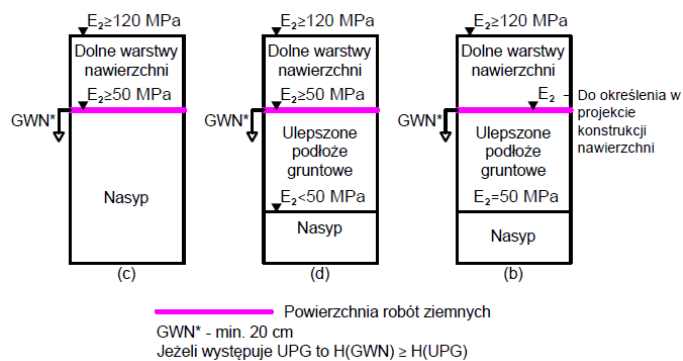 E₂≥120 MPa
Dolne warstwy
nawierzchni
E₂≥50 MPa
GWN*
Nasyp
(c)
E₂≥120 MPa
Dolne warstwy
nawierzchni
E₂≥50 MPa
GWN*
Ulepszone
podłoże
gruntowe
E₂<50 MPa
Nasyp
(d)
E₂≥120 MPa
Dolne warstwy
nawierzchni
E₂
GWN*
Ulepszone
podłoże
gruntowe
E₂=50 MPa
Nasyp
(b)
– Do określenia w
projekcie
konstrukcji
nawierzchni
Powierzchnia robót ziemnych
GWN* - min. 20 cm
Jeżeli występuje UPG to H(GWN) ≥ H(UPG)